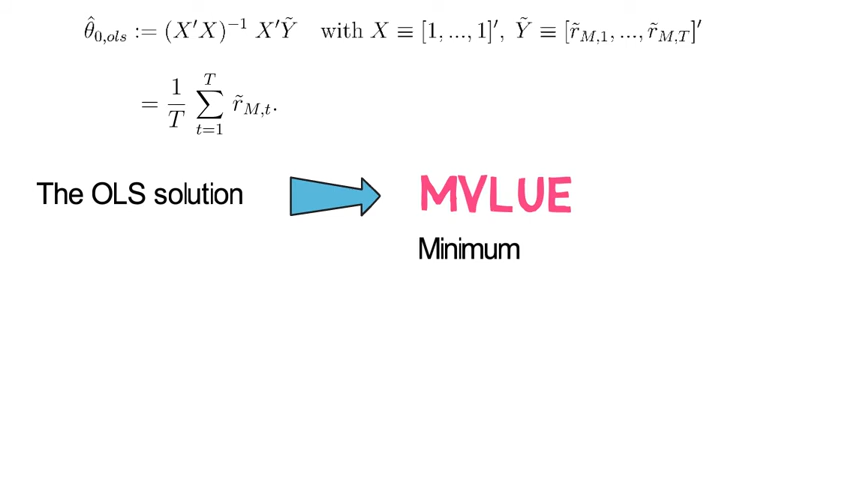 θ̂₀,ₒₗₛ := (X′X)⁻¹ X′Ỹ with X ≡ [1, ..., 1]′, Ỹ ≡ [r̃_{M,1}, ..., r̃_{M,T}]′
= 1/T ∑_{t=1}^{T} r̃_{M,t}.
The OLS solution MVLUE
Minimum